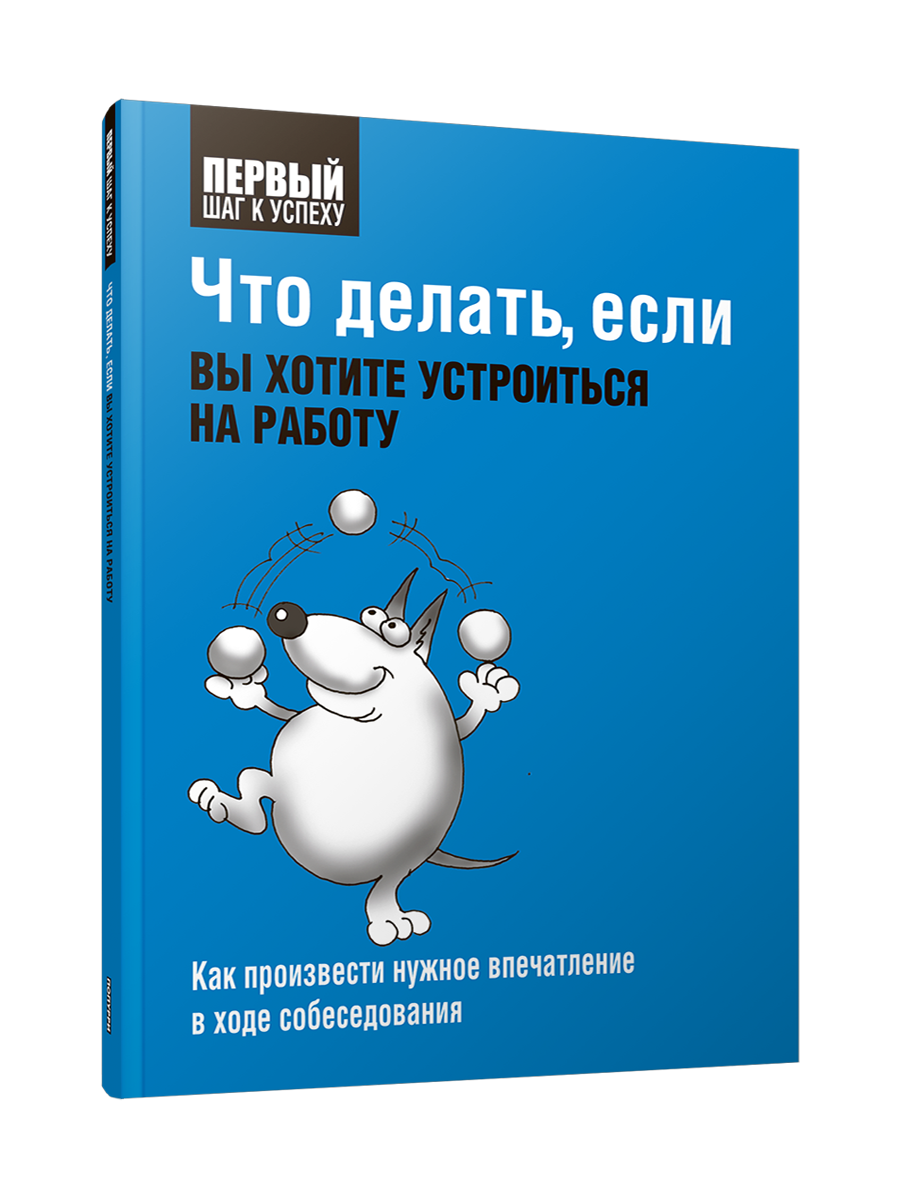 ПЕРВЫЙ
ШАГ К УСПЕХУ
Что делать, если
ВЫ ХОТИТЕ УСТРОИТЬСЯ
НА РАБОТУ
Как произвести нужное впечатление
в ходе собеседования
ПЕРВЫЙ ШАГ К УСПЕХУ
ЧТО ДЕЛАТЬ, ЕСЛИ ВЫ ХОТИТЕ УСТРОИТЬСЯ НА РАБОТУ
ПОПУРРИ